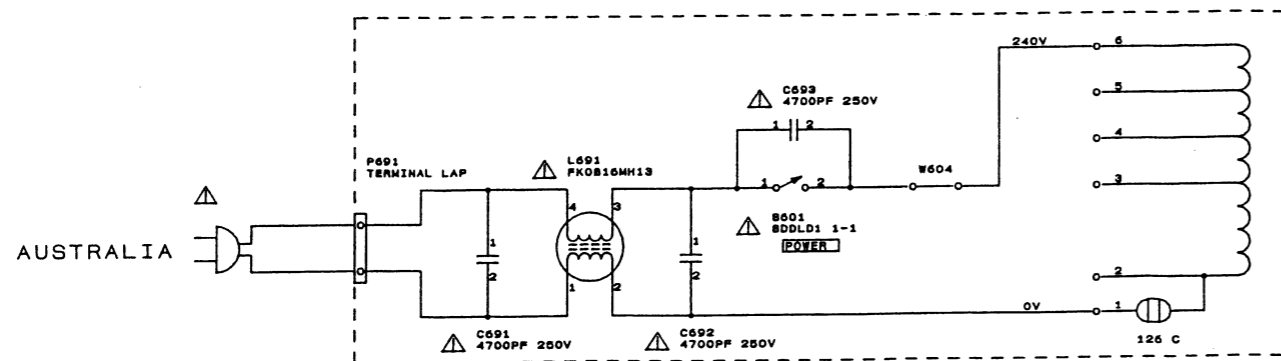 240V
6
5
4
3
2
1
C693
4700PF 250V
1 2
P691
TERMINAL LAP
L691
FK0816MH13
W604
1 2
S601
SDDLD1 1-1
POWER
4 3
1 2
1
2
1
2
AUSTRALIA
0V
126 C
C691
4700PF 250V
C692
4700PF 250V